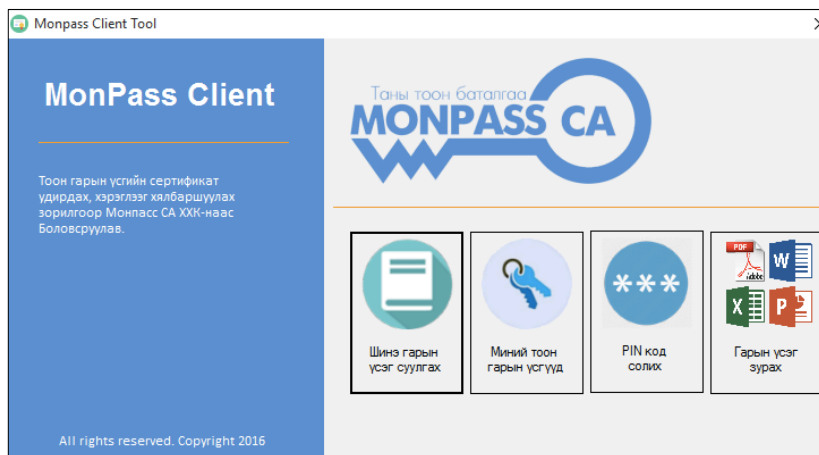 Monpass Client Tool
MonPass Client
Тоон гарын үсгийн сертификат
удирдах, хэрэглээг хялбаршуулах
зорилгоор Монпасс СА ХХК-наас
Боловсруулав.
All rights reserved. Copyright 2016
Таны тоон баталгаа
MONPASS CA
Шинэ гарын
үсэг суулгах
Миний тоон
гарын үсгүүд
***
PIN код
солих
PDF
Adobe
W
X
P
Гарын үсэг
зурах